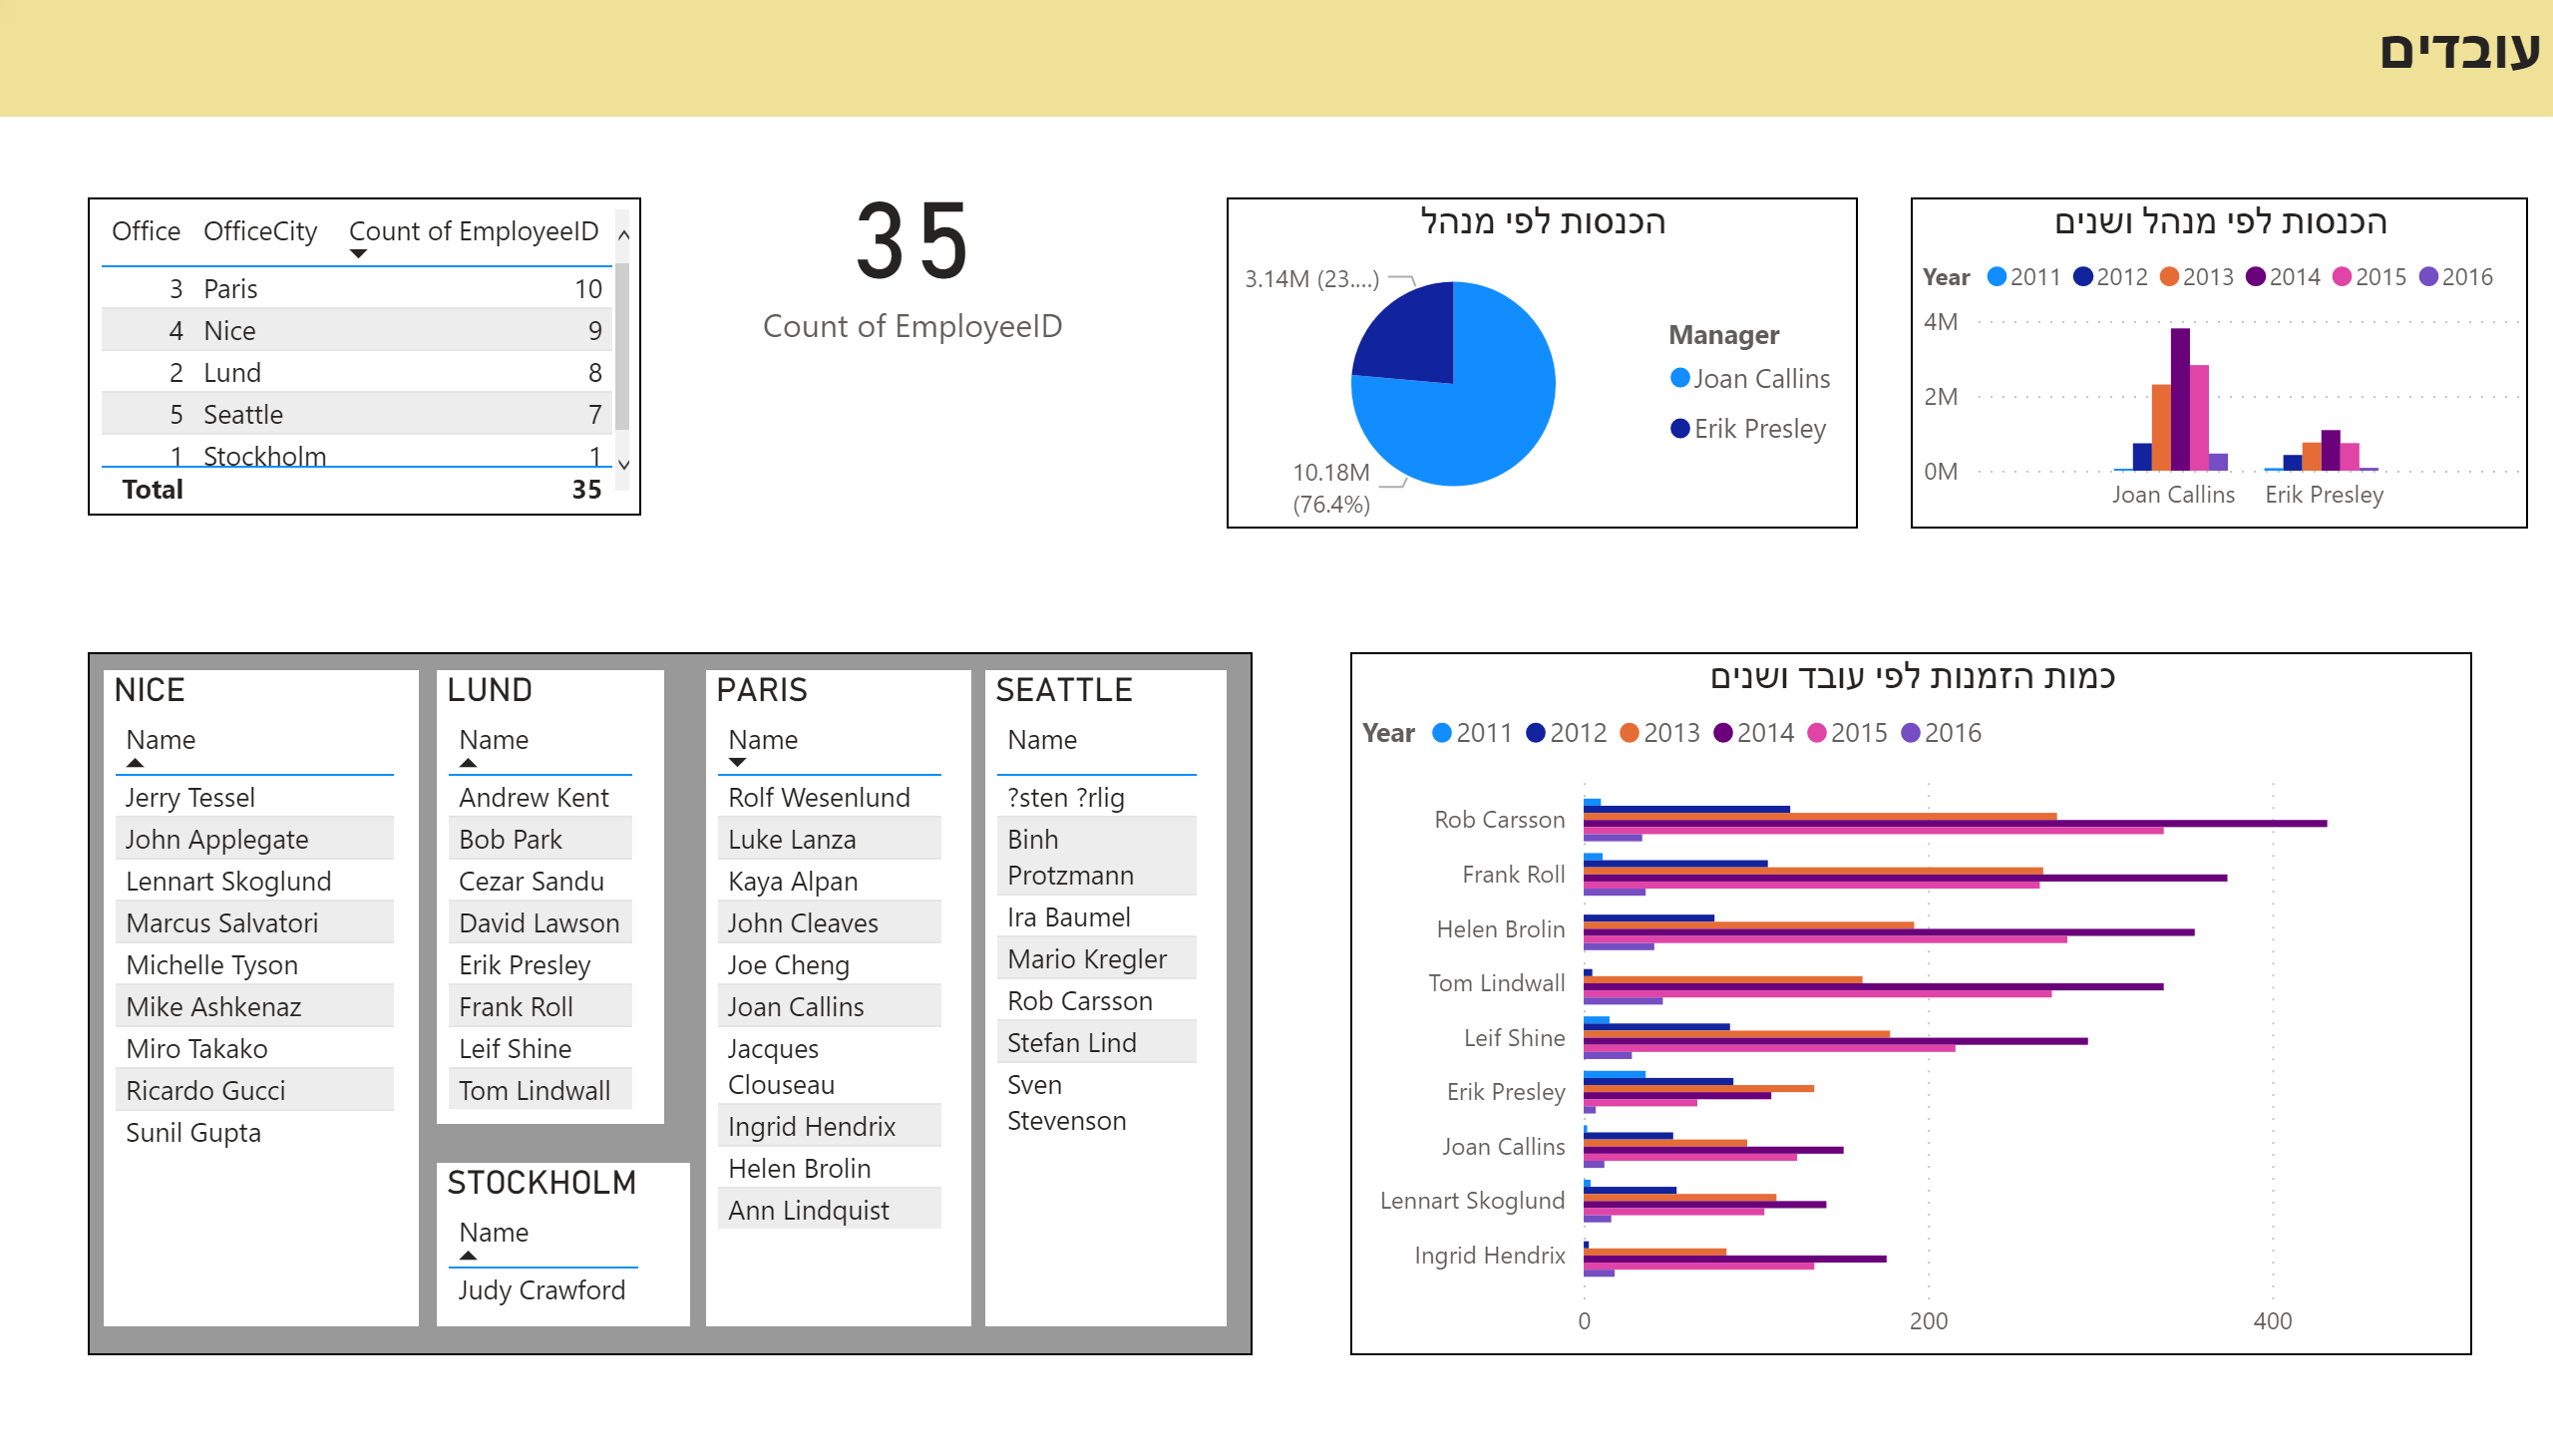 עובדים
Office OfficeCity Count of EmployeeID
3 Paris 10
4 Nice 9
2 Lund 8
5 Seattle 7
1 Stockholm 1
Total 35
35
Count of EmployeeID
הכנסות לפי מנהל
3.14M (23....)
10.18M
(76.4%)
Manager
Joan Callins
Erik Presley
הכנסות לפי מנהל ושנים
Year 2011 2012 2013 2014 2015 2016
4M
2M
0M
Joan Callins Erik Presley
NICE
Name
Jerry Tessel
John Applegate
Lennart Skoglund
Marcus Salvatori
Michelle Tyson
Mike Ashkenaz
Miro Takako
Ricardo Gucci
Sunil Gupta
LUND
Name
Andrew Kent
Bob Park
Cezar Sandu
David Lawson
Erik Presley
Frank Roll
Leif Shine
Tom Lindwall
STOCKHOLM
Name
Judy Crawford
PARIS
Name
Rolf Wesenlund
Luke Lanza
Kaya Alpan
John Cleaves
Joe Cheng
Joan Callins
Jacques
Clouseau
Ingrid Hendrix
Helen Brolin
Ann Lindquist
SEATTLE
Name
?sten ?rlig
Binh
Protzmann
Ira Baumel
Mario Kregler
Rob Carsson
Stefan Lind
Sven
Stevenson
כמות הזמנות לפי עובד ושנים
Year 2011 2012 2013 2014 2015 2016
Rob Carsson
Frank Roll
Helen Brolin
Tom Lindwall
Leif Shine
Erik Presley
Joan Callins
Lennart Skoglund
Ingrid Hendrix
0 200 400